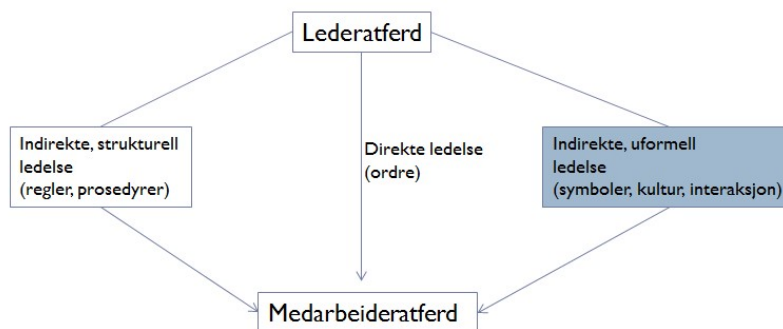 Lederatferd
Indirekte, strukturell
ledelse
(regler, prosedyrer)
Direkte ledelse
(ordre)
Indirekte, uformell
ledelse
(symboler, kultur, interaksjon)
Medarbeideratferd